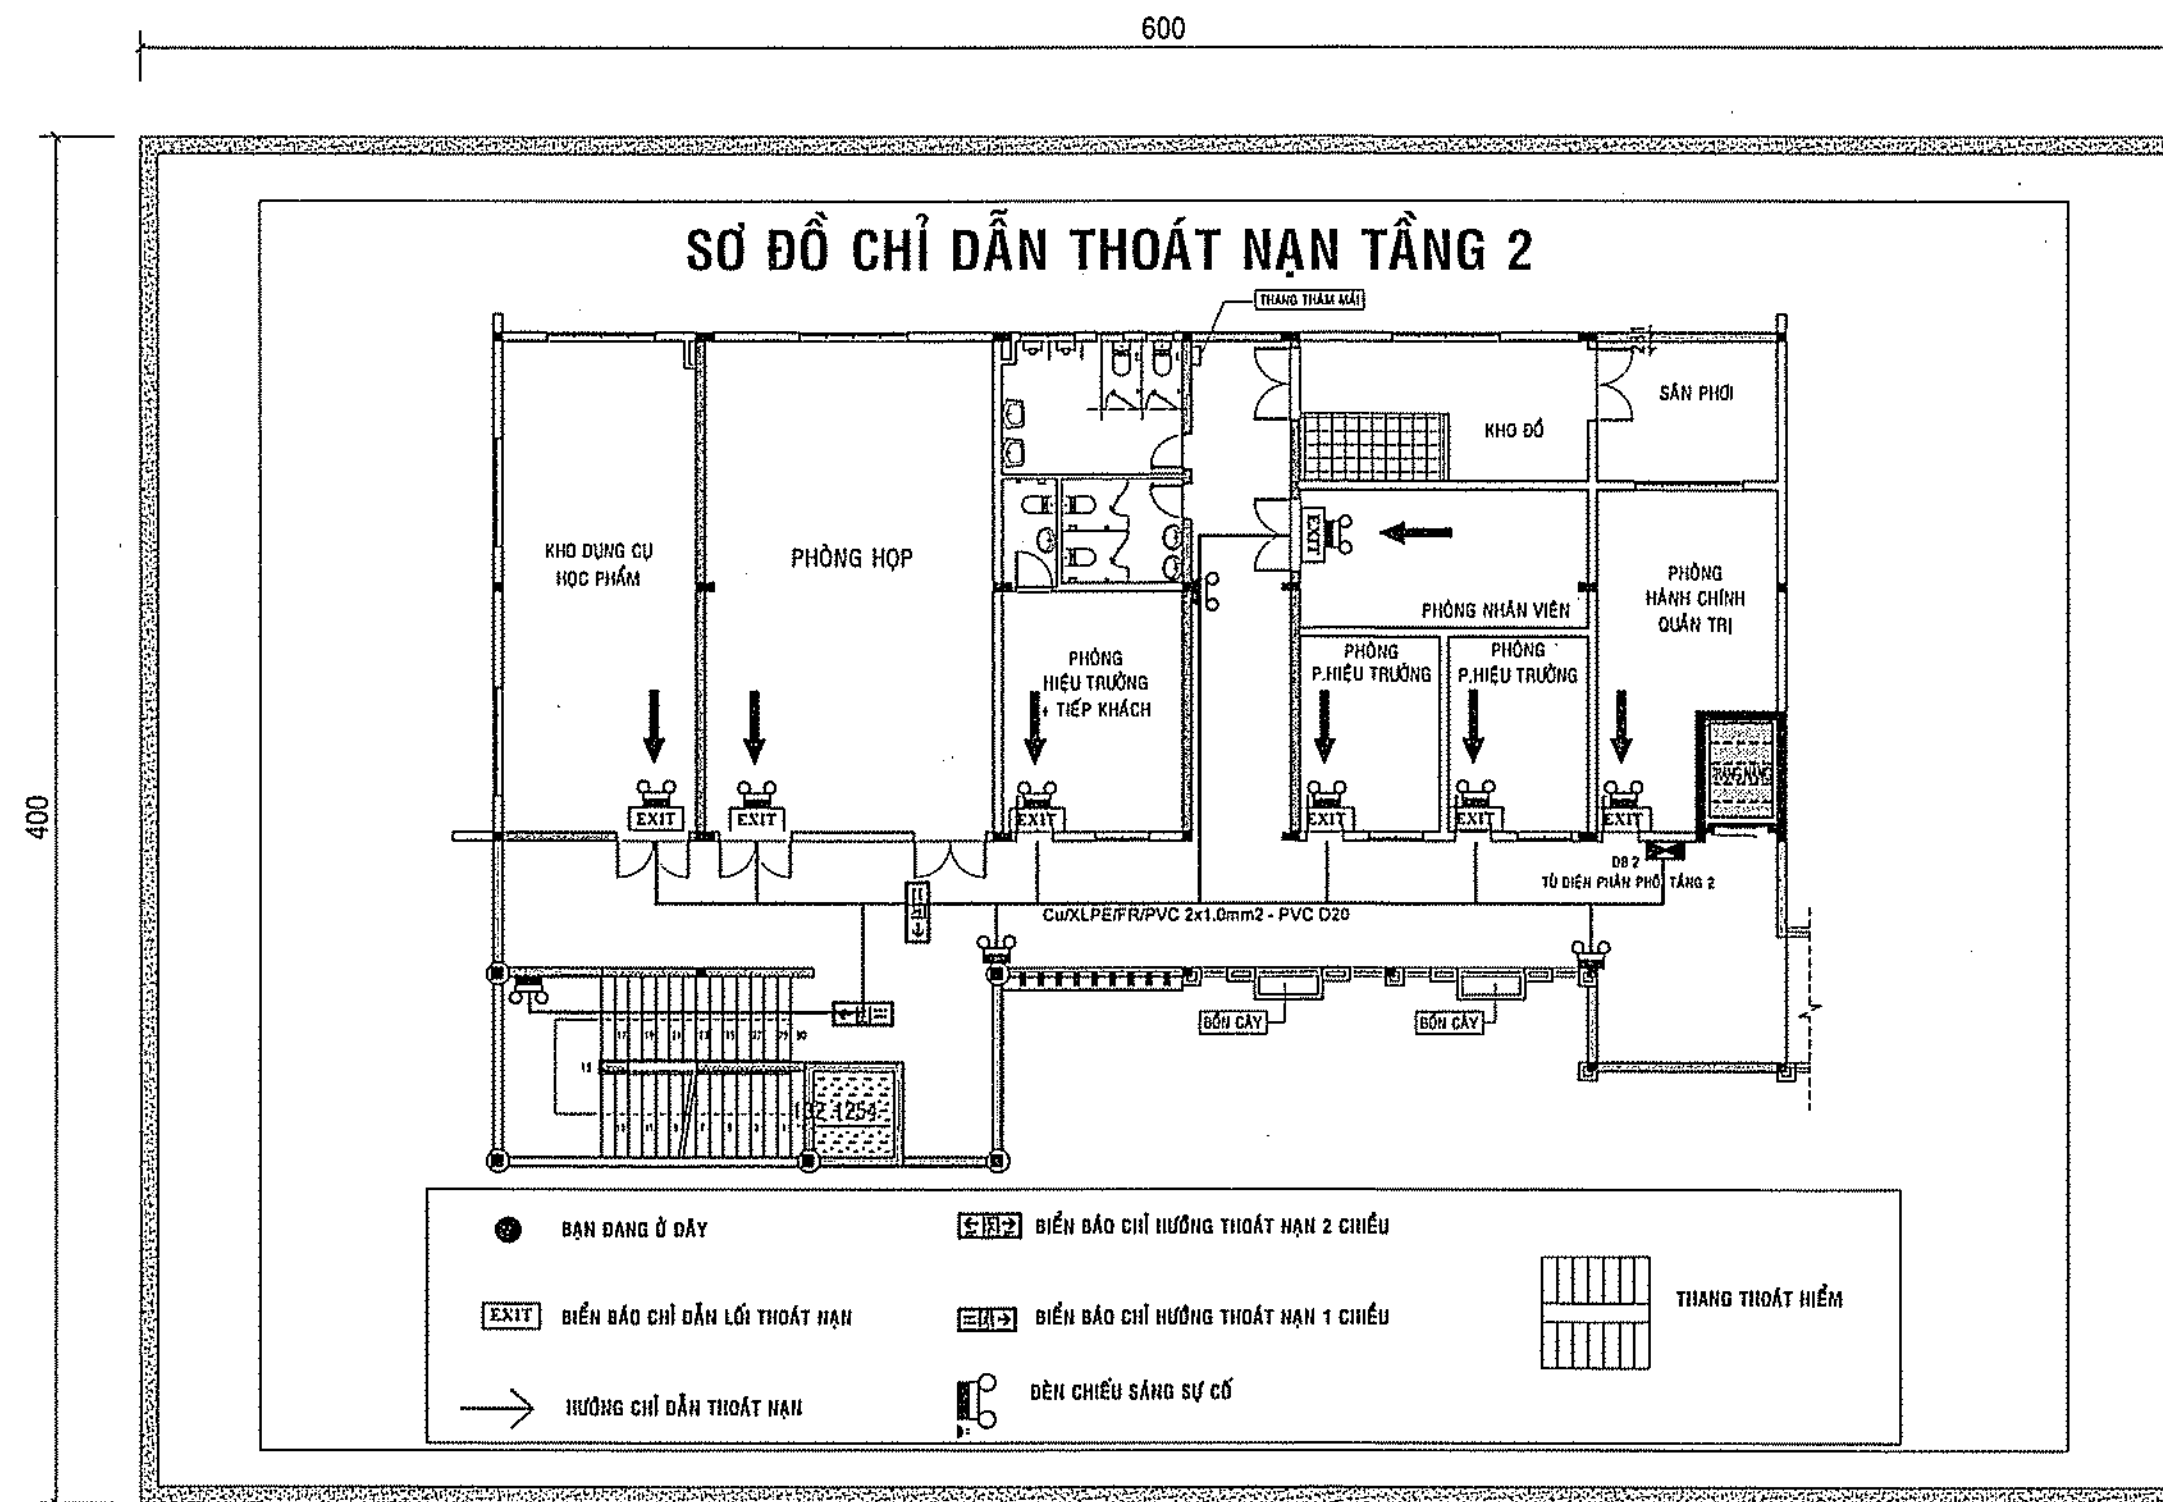 600
400
SƠ ĐỒ CHỈ DẪN THOÁT NẠN TẦNG 2
THANG THĂM MÁI
SÂN PHƠI
KHO ĐỒ
EXIT
KHO DỤNG CỤ
HỌC PHẨM
PHÒNG HỌP
PHÒNG
HÀNH CHÍNH
QUẢN TRỊ
PHÒNG NHÂN VIÊN
PHÒNG
HIỆU TRƯỞNG
+ TIẾP KHÁCH
PHÒNG
P.HIỆU TRƯỞNG
PHÒNG
P.HIỆU TRƯỞNG
EXIT
EXIT
EXIT
EXIT
EXIT
EXIT
DB 2
TỦ ĐIỆN PHÂN PHỐI TẦNG 2
Cu/XLPE/FR/PVC 2x1.0mm2 - PVC D20
BỒN CÂY
BỒN CÂY
BẠN ĐANG Ở ĐÂY
BIỂN BÁO CHỈ HƯỚNG THOÁT NẠN 2 CHIỀU
EXIT
BIỂN BÁO CHỈ DẪN LỐI THOÁT NẠN
BIỂN BÁO CHỈ HƯỚNG THOÁT NẠN 1 CHIỀU
THANG THOÁT HIỂM
HƯỚNG CHỈ DẪN THOÁT NẠN
ĐÈN CHIẾU SÁNG SỰ CỐ